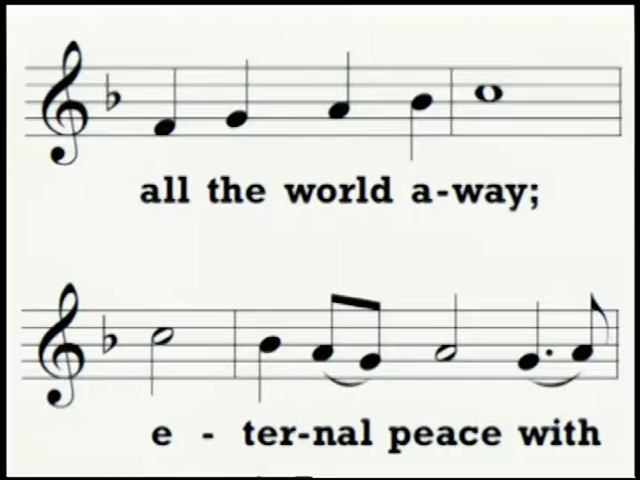 all the world a-way;
e - ter-nal peace with